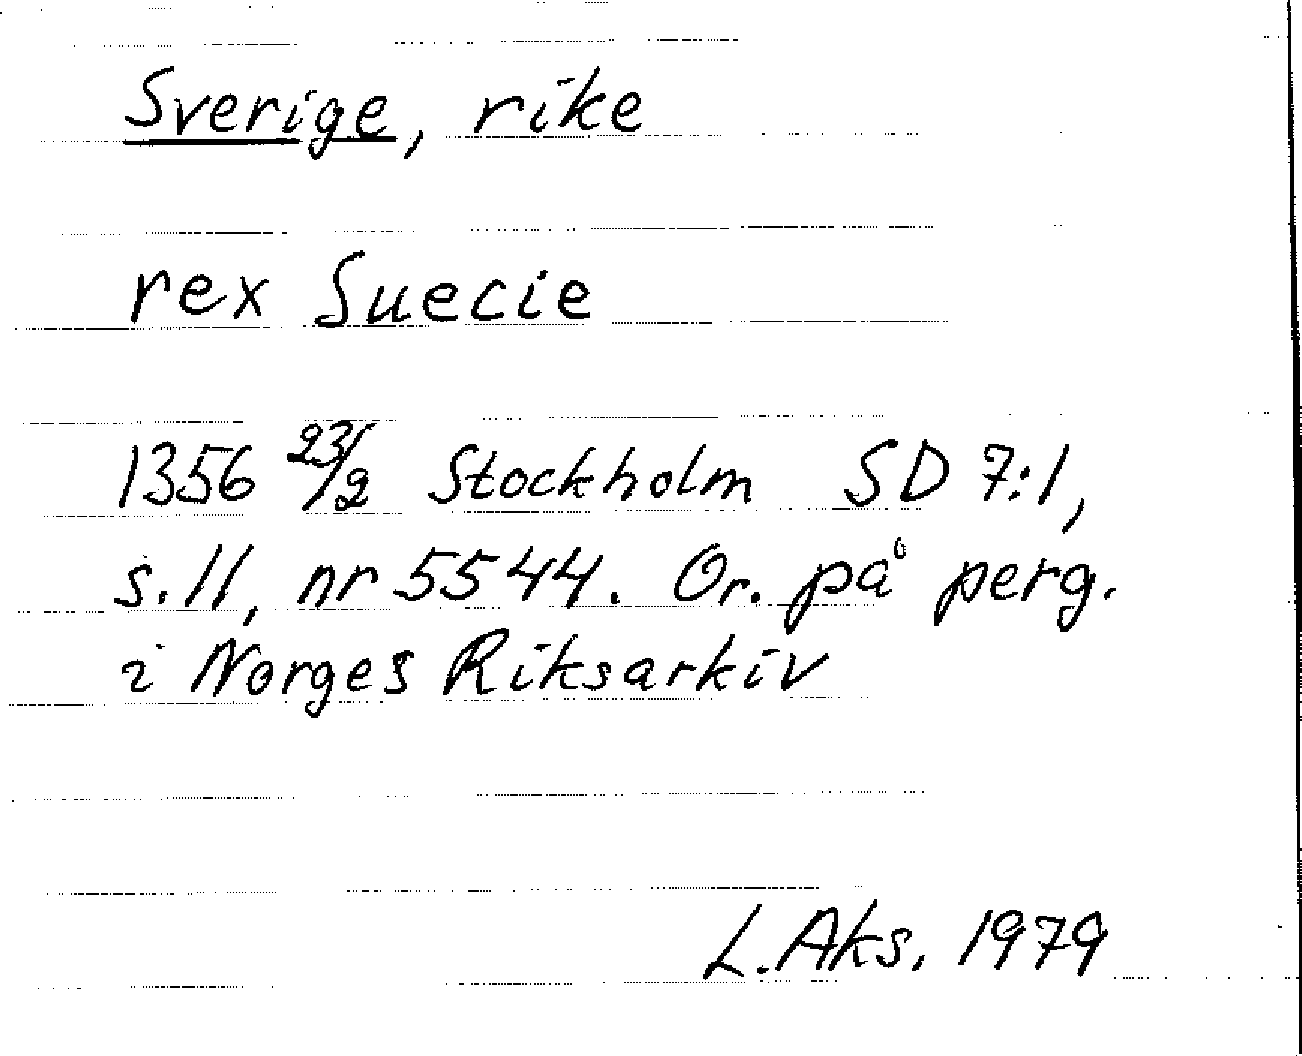 Sverige, rike
rex Suecie
1356 23/2 Stockholm SD 7:1,
s. 11, nr 5544. Or. på perg.
i Norges Riksarkiv
L. Aks. 1979